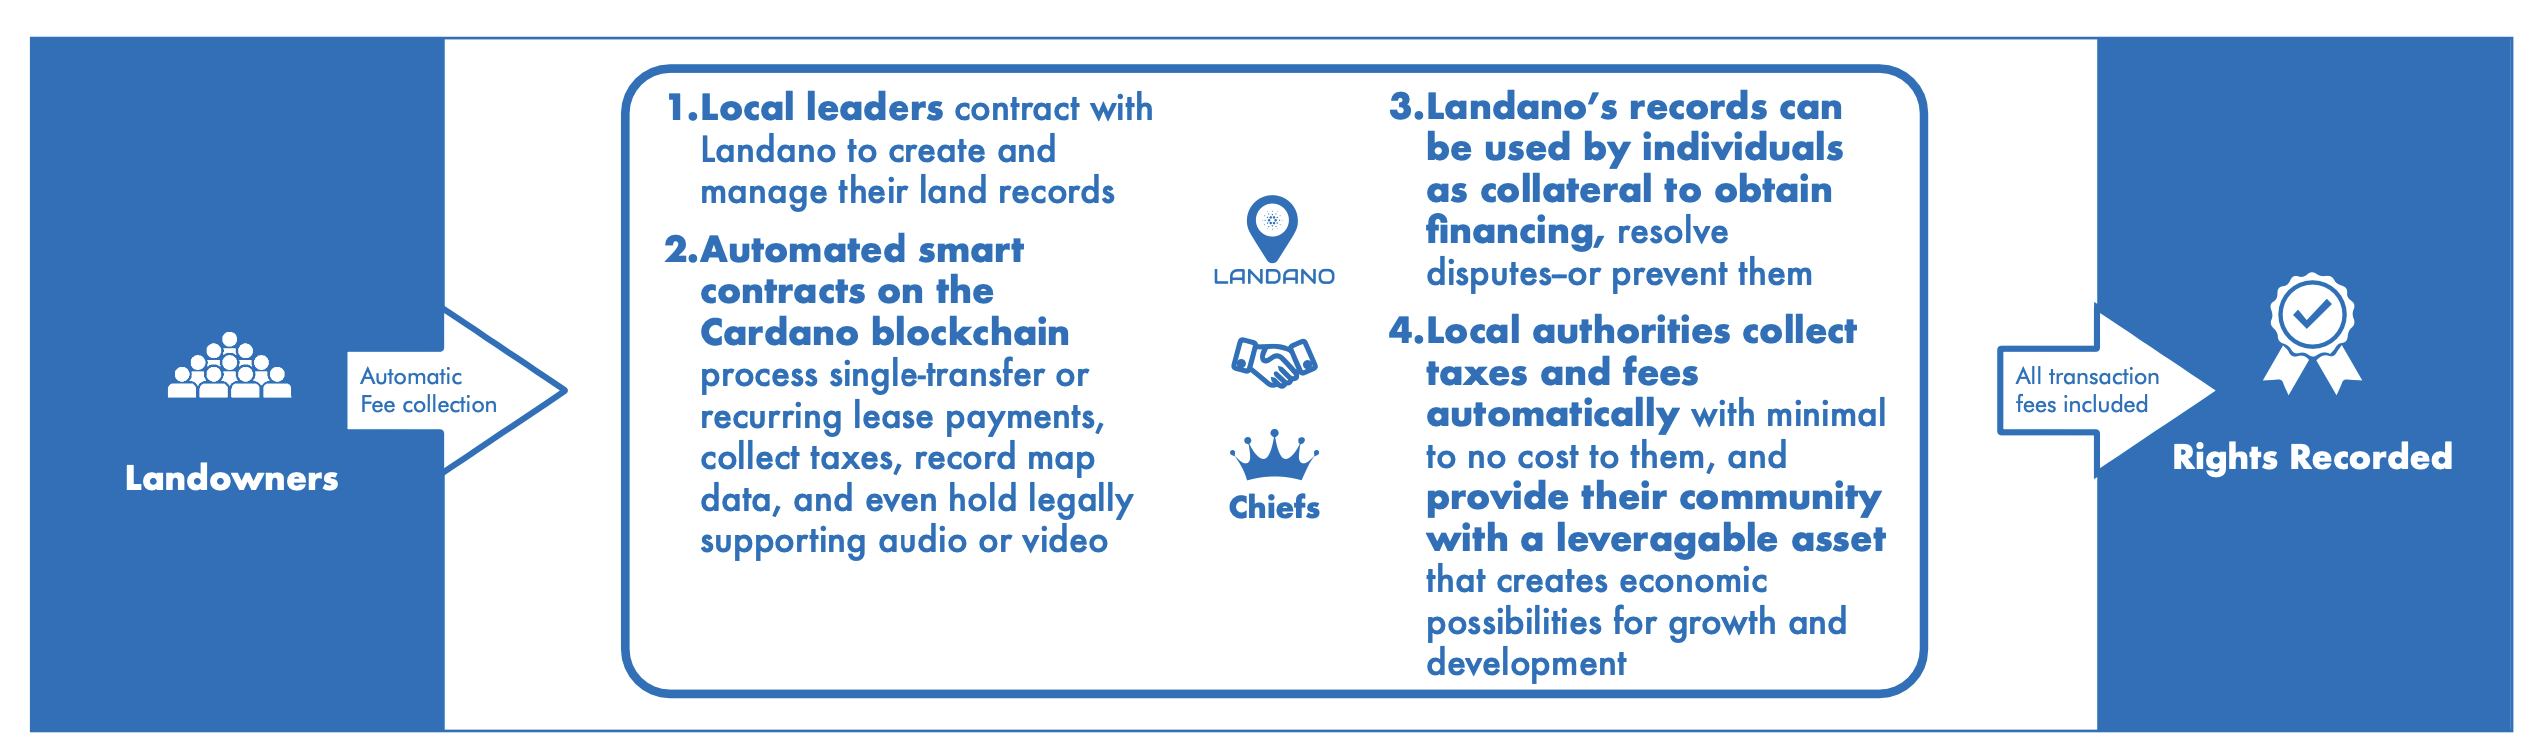 Landowners
Automatic
Fee collection
1.Local leaders contract with
Landano to create and
manage their land records
2.Automated smart
contracts on the
Cardano blockchain
process single-transfer or
recurring lease payments,
collect taxes, record map
data, and even hold legally
supporting audio or video
LANDANO
Chiefs
3.Landano’s records can
be used by individuals
as collateral to obtain
financing, resolve
disputes–or prevent them
4.Local authorities collect
taxes and fees
automatically with minimal
to no cost to them, and
provide their community
with a leveragable asset
that creates economic
possibilities for growth and
development
All transaction
fees included
Rights Recorded